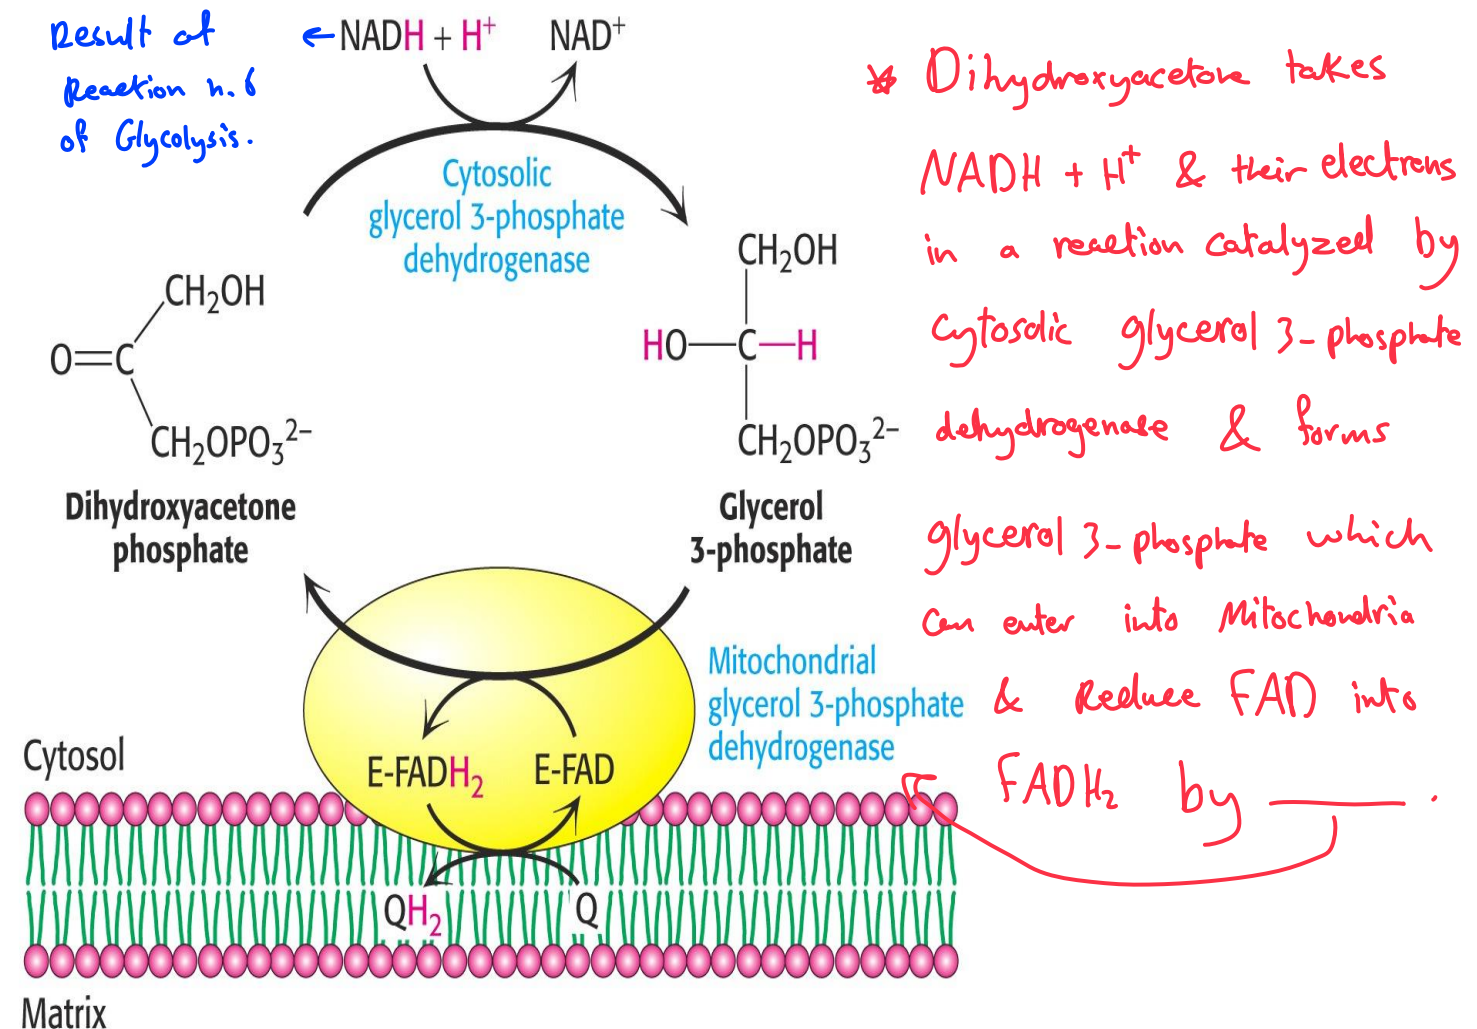 Result of
Reaction n. 6
of Glycolysis.
← NADH + H⁺
NAD⁺
Cytosolic
glycerol 3-phosphate
dehydrogenase
CH₂OH
O=C
CH₂OPO₃²⁻
Dihydroxyacetone
phosphate
CH₂OH
HO—C—H
CH₂OPO₃²⁻
Glycerol
3-phosphate
Mitochondrial
glycerol 3-phosphate
dehydrogenase
E-FADH₂
E-FAD
Cytosol
QH₂
Q
Matrix
* Dihydroxyacetone takes
NADH + H⁺ & their electrons
in a reaction catalyzed by
Cytosolic glycerol 3-phosphate
dehydrogenase & forms
glycerol 3-phosphate which
can enter into Mitochondria
& Reduce FAD into
FADH₂ by ______ .